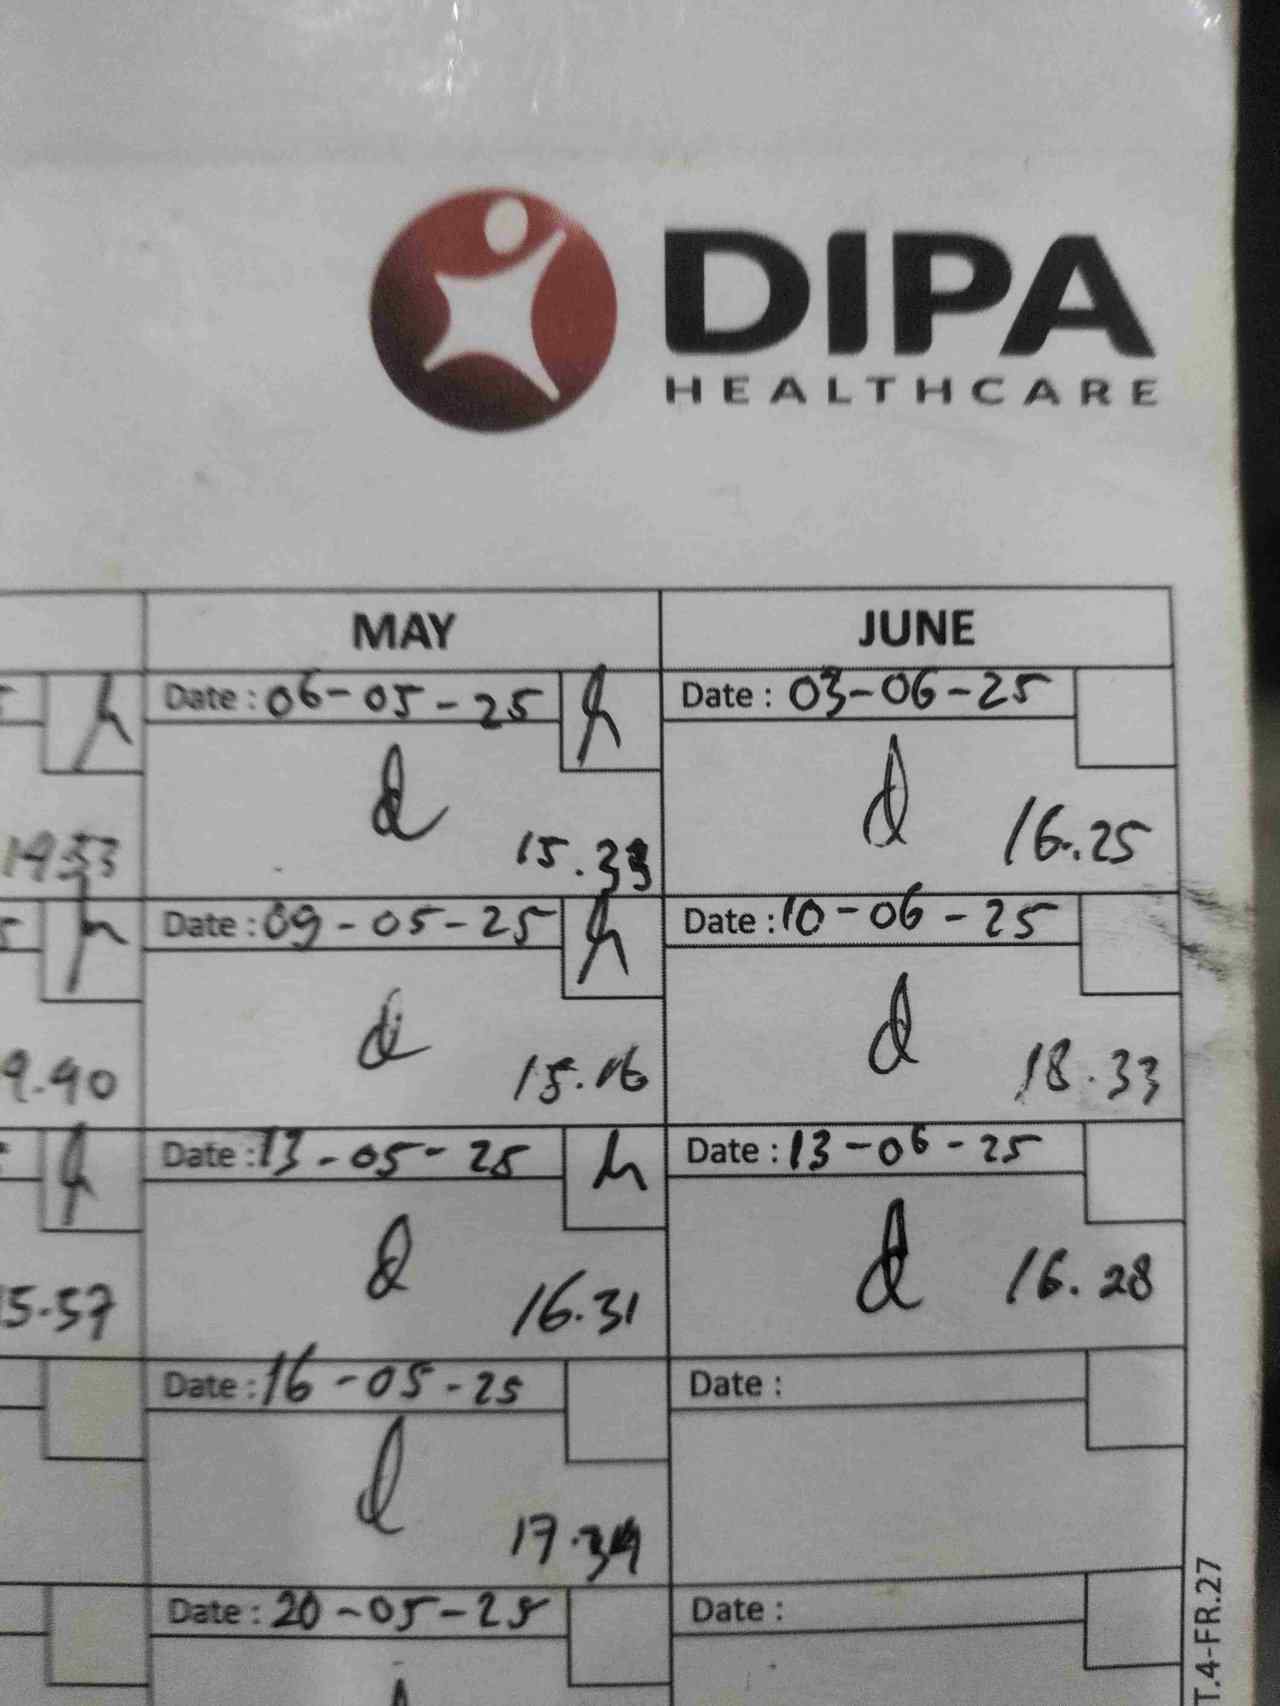 DIPA
HEALTHCARE
MAY
JUNE
Date : 06-05-25
Date : 03-06-25
1933
15.33
16.25
Date : 09-05-25
Date : 10-06-25
9.90
15.16
18.33
Date : 13-05-25
Date : 13-06-25
5.57
16.31
16.28
Date : 16-05-25
Date :
17.34
Date : 20-05-25
Date :
T.4-FR.27